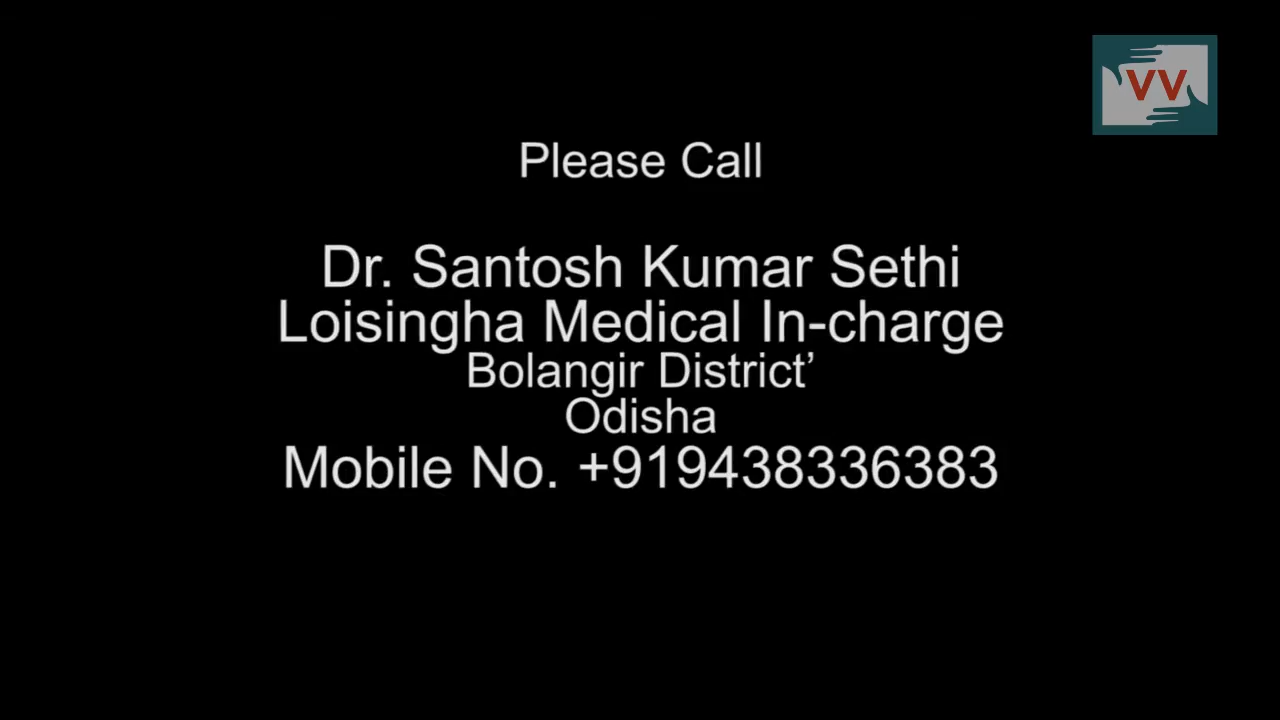 VV
Please Call
Dr. Santosh Kumar Sethi
Loisingha Medical In-charge
Bolangir District’
Odisha
Mobile No. +919438336383